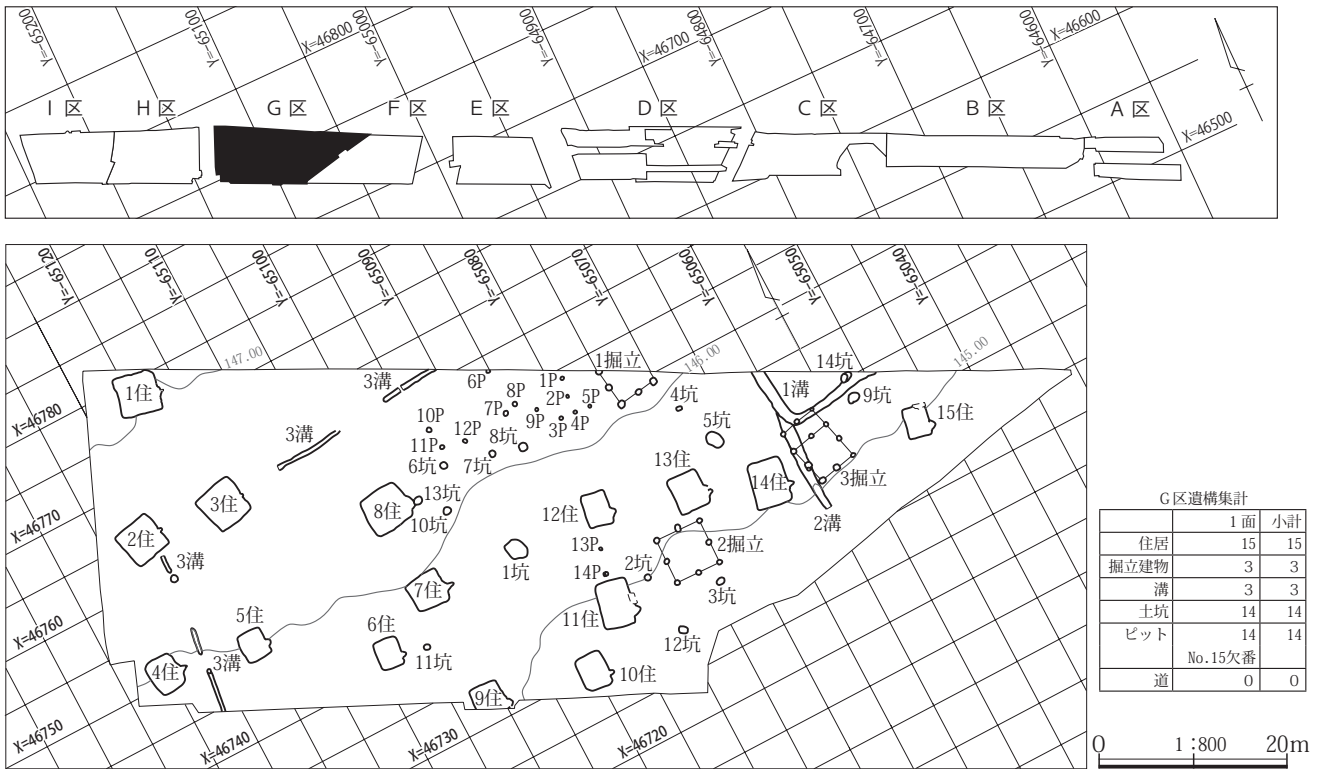 Y=-65200
Y=-65100
X=46800
Y=-65000
Y=-64900
X=46700
Y=-64800
Y=-64700
Y=-64600
X=46600
X=46500
I 区
H 区
G 区
F 区
E 区
D 区
C 区
B 区
A 区
Y=-65120
Y=-65110
Y=-65100
Y=-65090
Y=-65080
Y=-65070
Y=-65060
Y=-65050
Y=-65040
X=46780
X=46770
X=46760
X=46750
X=46740
X=46730
X=46720
147.00
146.00
145.00
1住
3溝
6P
1P
1掘立
14坑
1溝
9坑
15住
8P
2P
5P
4坑
7P
9P
3P
4P
10P
12P
8坑
5坑
3溝
11P
6坑
7坑
13住
14住
3掘立
3住
8住
13坑
10坑
12住
2溝
2住
3溝
1坑
13P
2掘立
14P
2坑
7住
3坑
11住
5住
6住
12坑
4住
3溝
11坑
10住
9住
G区遺構集計
1面 小計
住居 15 15
掘立建物 3 3
溝 3 3
土坑 14 14
ピット 14 14
No.15欠番
道 0 0
0 1:800 20m